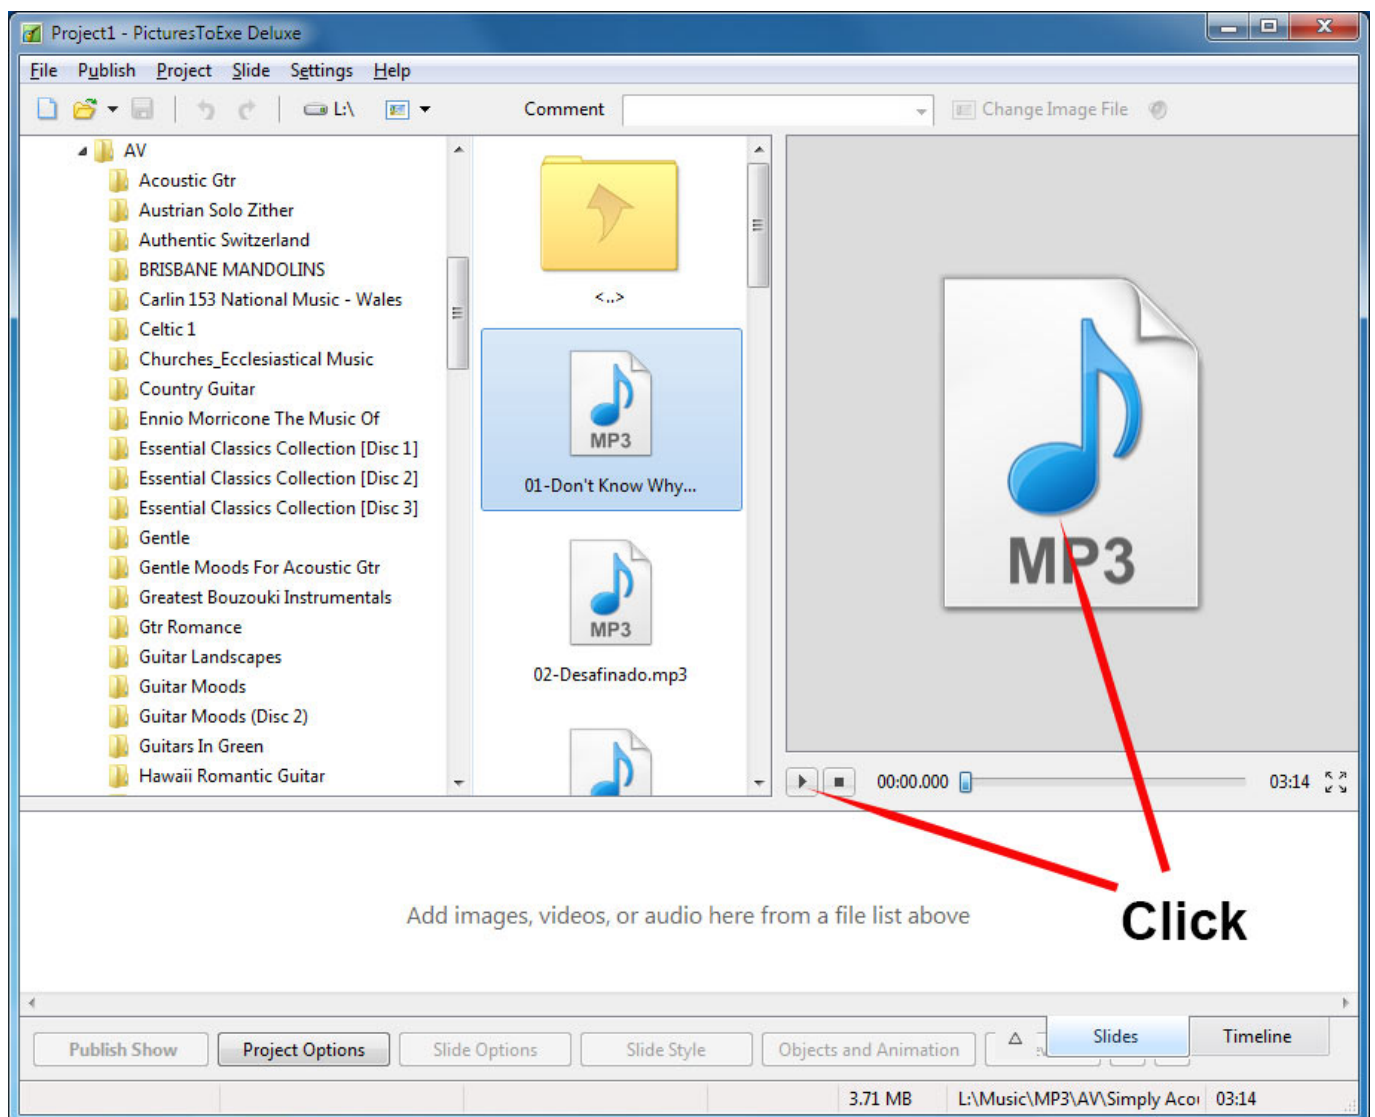 Project1 - PicturesToExe Deluxe
File Publish Project Slide Settings Help
L:\ Comment Change Image File
AV
Acoustic Gtr
Austrian Solo Zither
Authentic Switzerland
BRISBANE MANDOLINS
Carlin 153 National Music - Wales
Celtic 1
Churches_Ecclesiastical Music
Country Guitar
Ennio Morricone The Music Of
Essential Classics Collection [Disc 1]
Essential Classics Collection [Disc 2]
Essential Classics Collection [Disc 3]
Gentle
Gentle Moods For Acoustic Gtr
Greatest Bouzouki Instrumentals
Gtr Romance
Guitar Landscapes
Guitar Moods
Guitar Moods (Disc 2)
Guitars In Green
Hawaii Romantic Guitar
<..>
MP3
01-Don't Know Why...
MP3
02-Desafinado.mp3
MP3
00:00.000 03:14
Add images, videos, or audio here from a file list above
Click
Publish Show Project Options Slide Options Slide Style Objects and Animation Slides Timeline
3.71 MB L:\Music\MP3\AV\Simply Acou 03:14